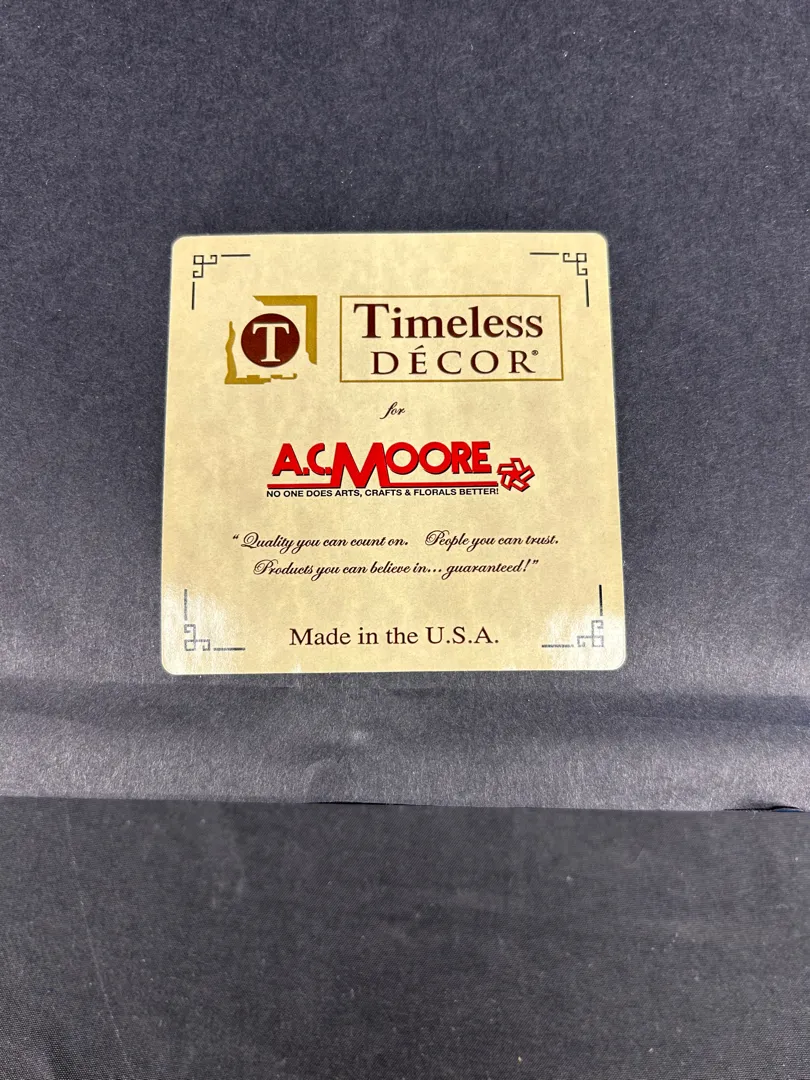 T
Timeless
DÉCOR®
for
A.C.MOORE
NO ONE DOES ARTS, CRAFTS & FLORALS BETTER!
“Quality you can count on. People you can trust.
Products you can believe in... guaranteed!”
Made in the U.S.A.